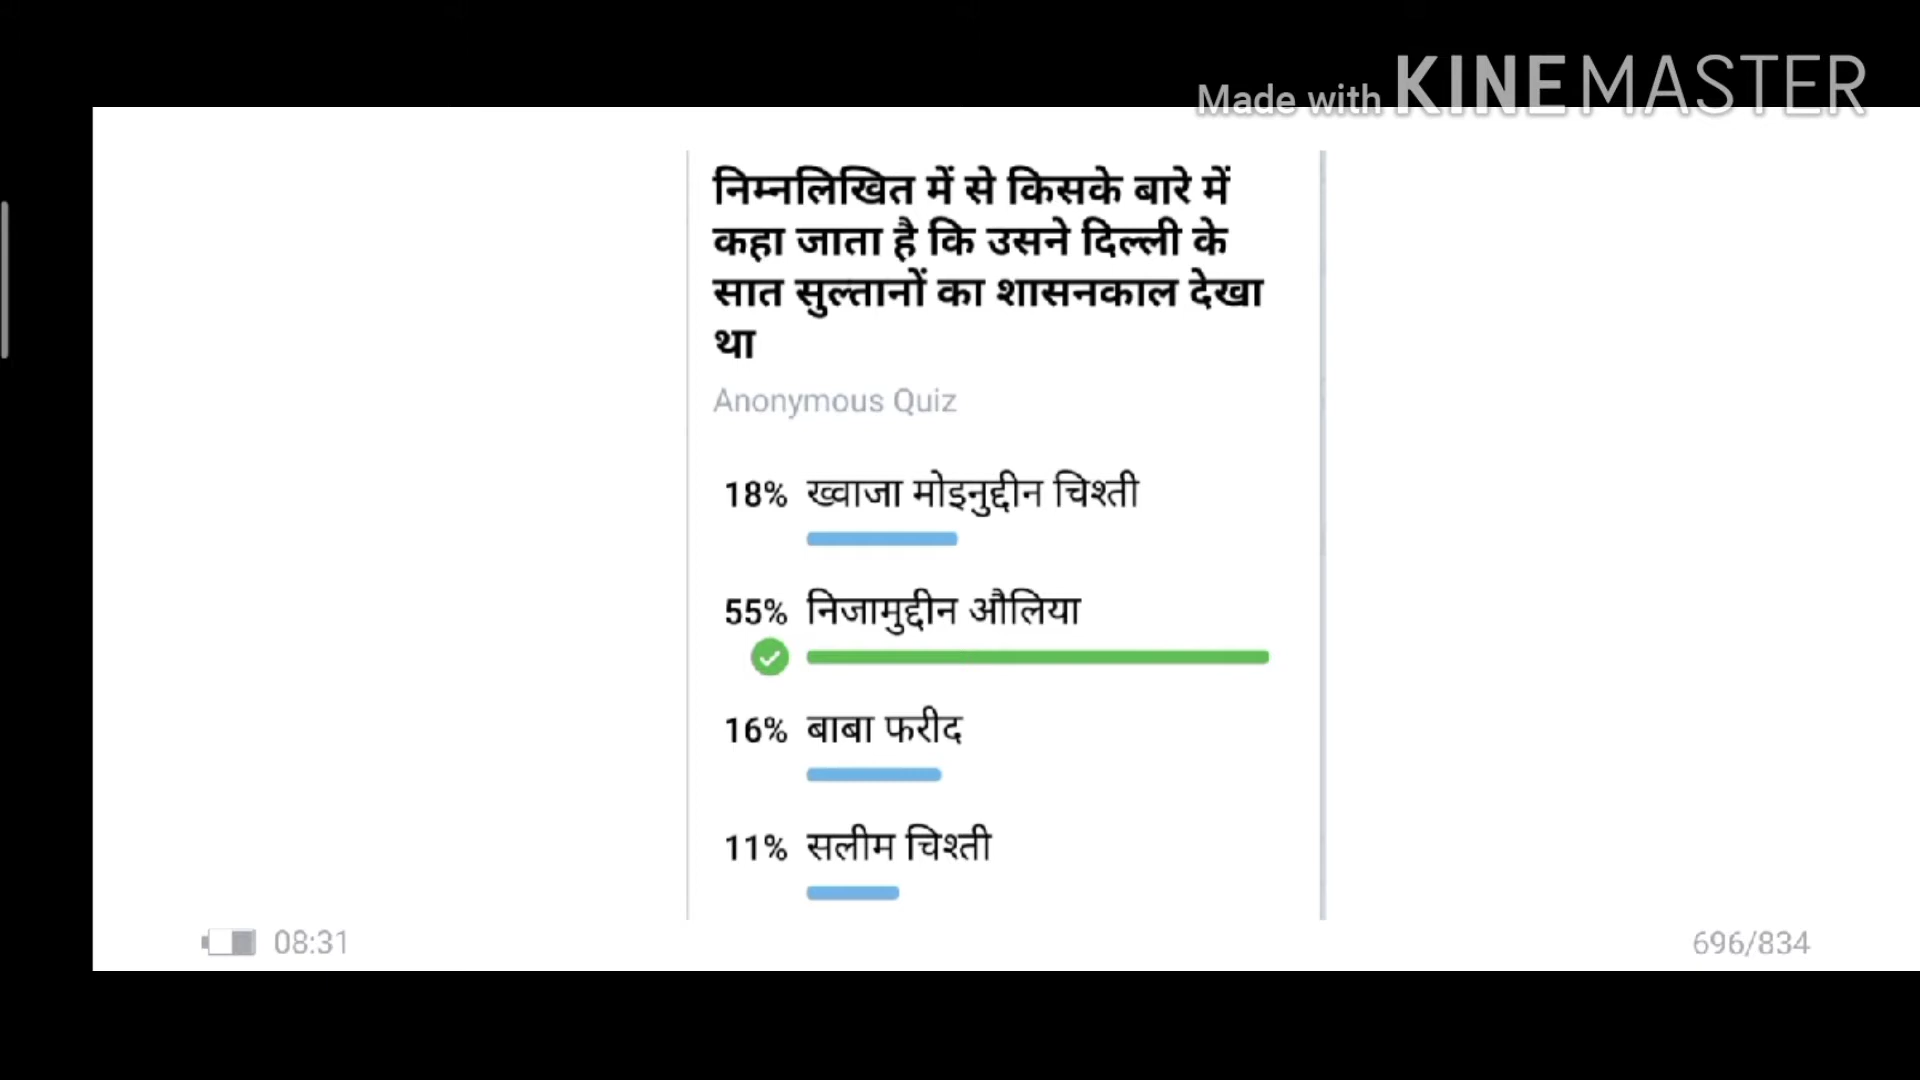 Made with KINEMASTER
निम्नलिखित में से किसके बारे में
कहा जाता है कि उसने दिल्ली के
सात सुल्तानों का शासनकाल देखा
था
Anonymous Quiz
18% ख्वाजा मोइनुद्दीन चिश्ती
55% निजामुद्दीन औलिया
16% बाबा फरीद
11% सलीम चिश्ती
08:31
696/834